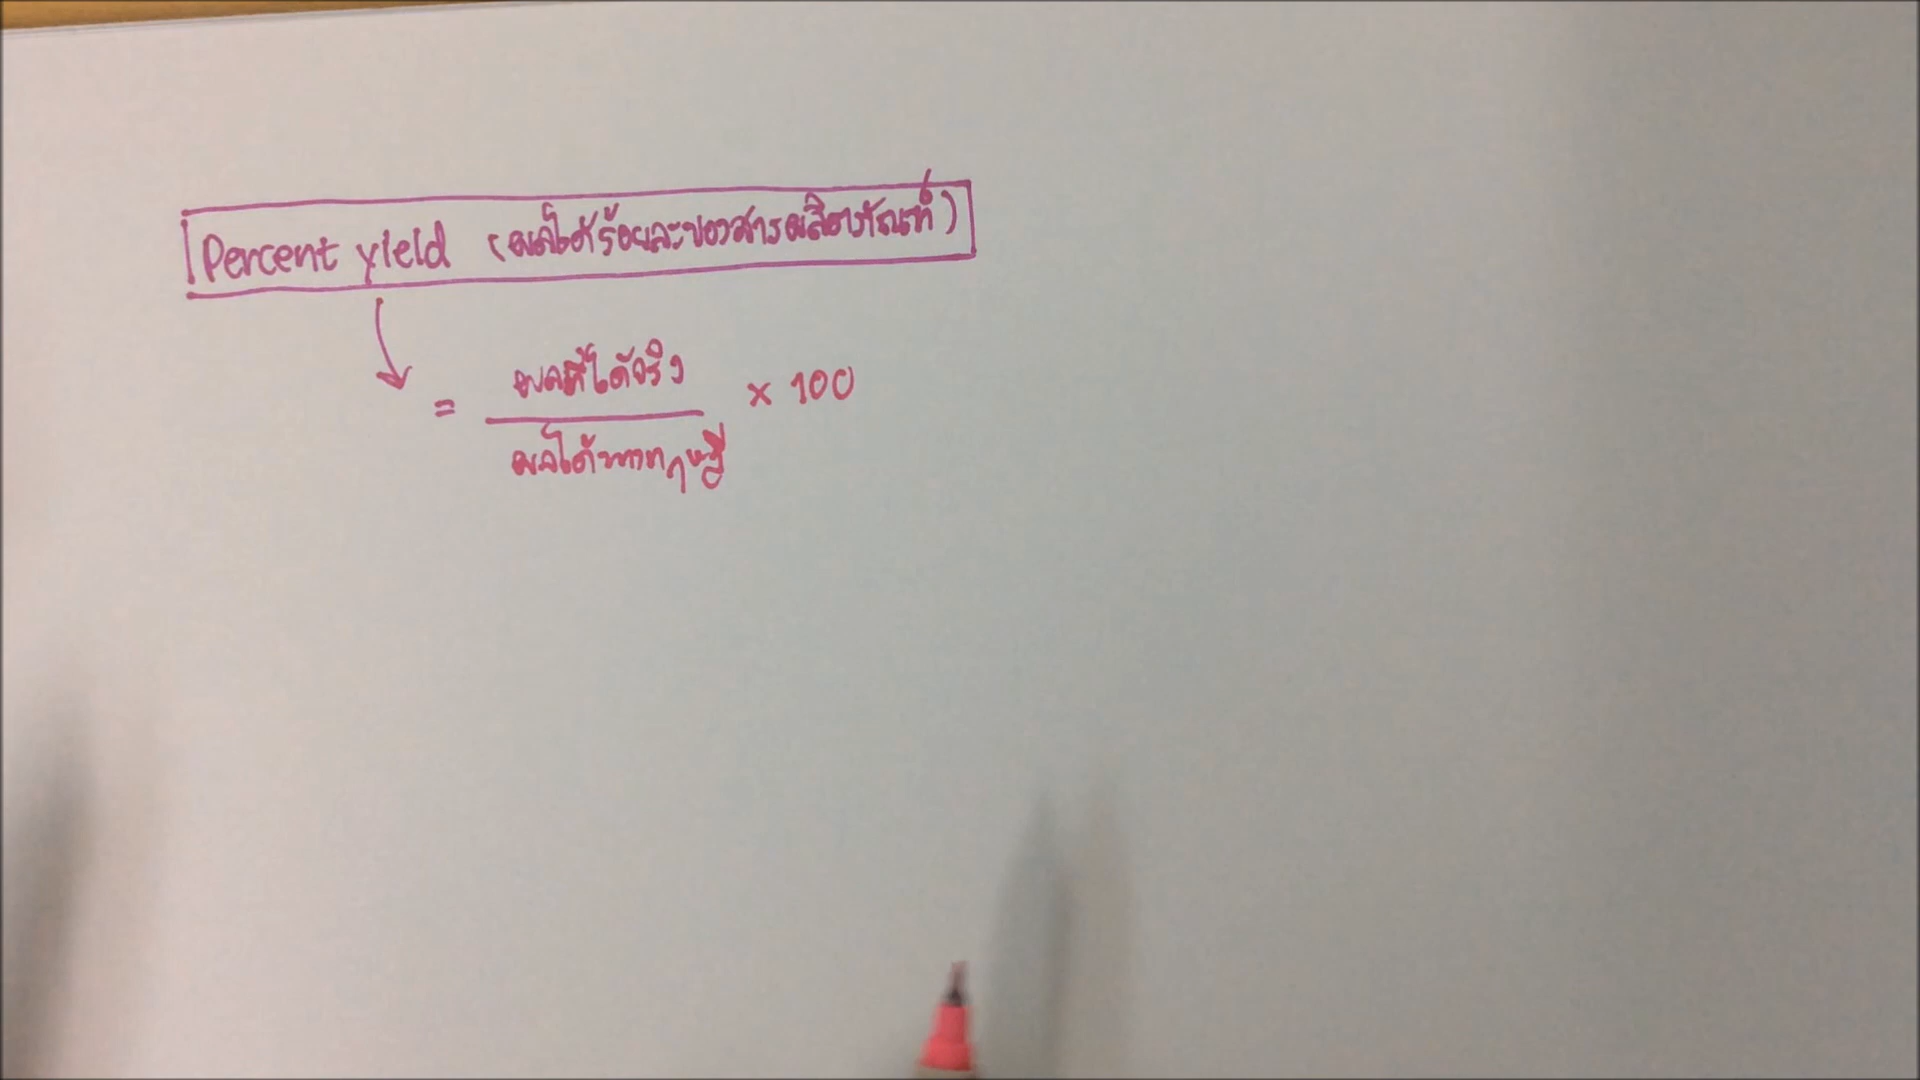 Percent yield (ผลได้ร้อยละของสารผลิตภัณฑ์)
= ผลที่ได้จริง × 100
ผลได้ทางทฤษฎี